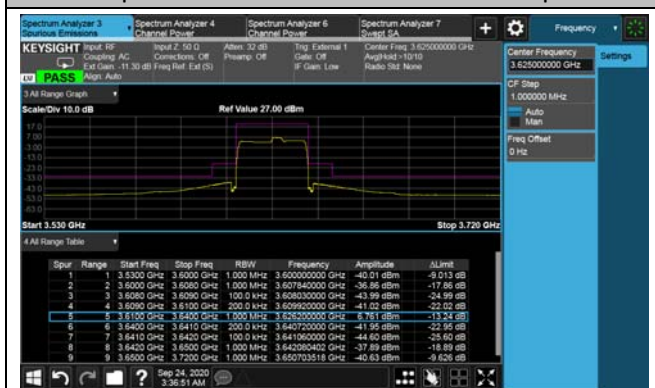 Spectrum Analyzer 3
Spurious Emissions
Spectrum Analyzer 4
Channel Power
Spectrum Analyzer 6
Channel Power
Spectrum Analyzer 7
Swept SA
Frequency
KEYSIGHT
Input: RF
Coupling: AC
Ext Gain: -11.30 dB
Align: Auto
Input Z: 50 Ω
Corrections: Off
Freq Ref: Ext (S)
Atten: 32 dB
Preamp: Off
Trig: External 1
Gate: Off
IF Gain: Low
Center Freq: 3.625000000 GHz
Avg|Hold:>10/10
Radio Std: None
LXI PASS
3 All Range Graph
Scale/Div 10.0 dB
Ref Value 27.00 dBm
17.0
7.00
-3.00
-13.0
-23.0
-33.0
-43.0
-53.0
-63.0
Start 3.530 GHz
Stop 3.720 GHz
4 All Range Table
Spur Range Start Freq Stop Freq RBW Frequency Amplitude ΔLimit
1 1 3.5300 GHz 3.6000 GHz 1.000 MHz 3.600000000 GHz -40.01 dBm -9.013 dB
2 2 3.6000 GHz 3.6080 GHz 1.000 MHz 3.607840000 GHz -36.86 dBm -17.86 dB
3 3 3.6080 GHz 3.6090 GHz 100.0 kHz 3.608030000 GHz -43.99 dBm -24.99 dB
4 4 3.6090 GHz 3.6100 GHz 200.0 kHz 3.609920000 GHz -41.02 dBm -22.02 dB
5 5 3.6100 GHz 3.6400 GHz 1.000 MHz 3.626200000 GHz 6.761 dBm -13.24 dB
6 6 3.6400 GHz 3.6410 GHz 200.0 kHz 3.640720000 GHz -41.95 dBm -22.95 dB
7 7 3.6410 GHz 3.6420 GHz 100.0 kHz 3.641060000 GHz -44.60 dBm -25.60 dB
8 8 3.6420 GHz 3.6500 GHz 1.000 MHz 3.642080402 GHz -37.89 dBm -18.89 dB
9 9 3.6500 GHz 3.7200 GHz 1.000 MHz 3.650703518 GHz -40.63 dBm -9.626 dB
Center Frequency
3.625000000 GHz
Settings
CF Step
1.000000 MHz
Auto
Man
Freq Offset
0 Hz
Sep 24, 2020
3:36:51 AM